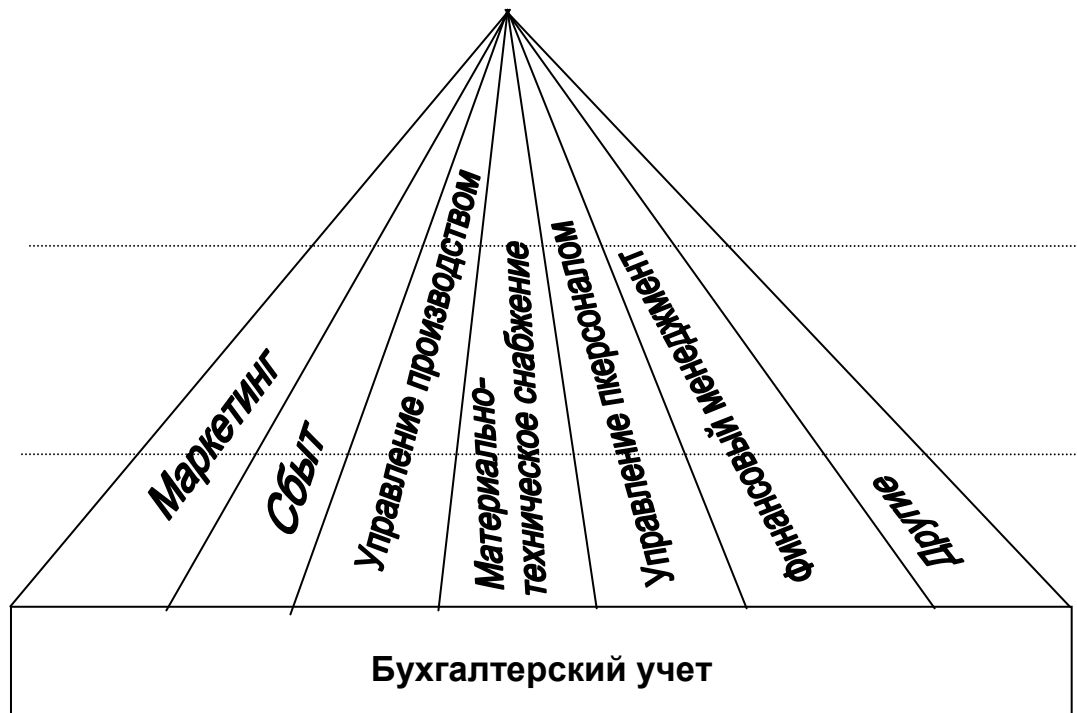 Маркетинг
Сбыт
Управление производством
Материально-
техническое снабжение
Управление пкерсоналом
Финансовый менеджмент
Другие
Бухгалтерский учет